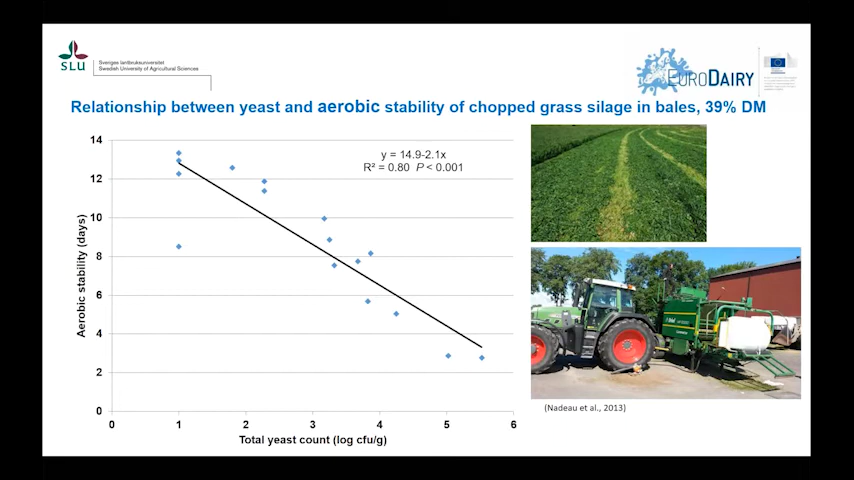 SLU
Sveriges lantbruksuniversitet
Swedish University of Agricultural Sciences
EURODAIRY
Relationship between yeast and aerobic stability of chopped grass silage in bales, 39% DM
y = 14.9-2.1x
R² = 0.80 P < 0.001
Aerobic stability (days)
14
12
10
8
6
4
2
0
0 1 2 3 4 5 6
Total yeast count (log cfu/g)
(Nadeau et al., 2013)